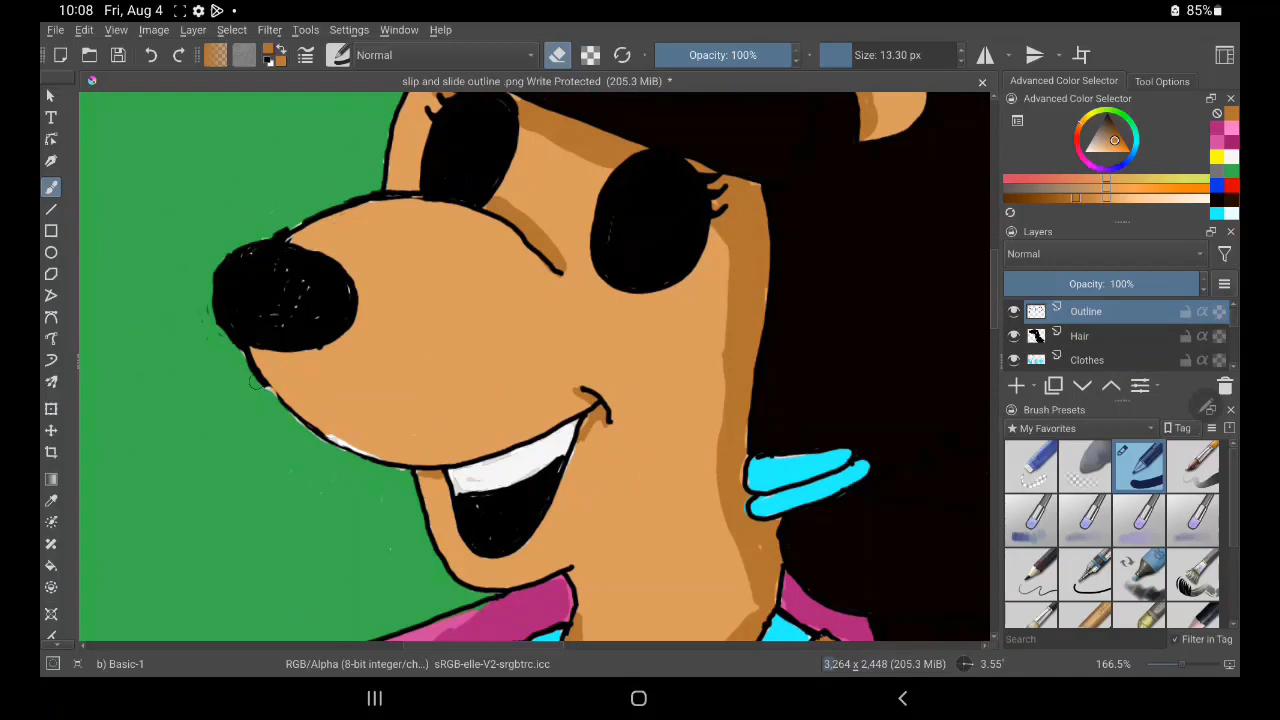 10:08 Fri, Aug 4 85%
File Edit View Image Layer Select Filter Tools Settings Window Help
Normal Opacity: 100% Size: 13.30 px
slip and slide outline .png Write Protected (205.3 MiB) *
Advanced Color Selector Tool Options
Advanced Color Selector
Layers
Normal
Opacity: 100%
Outline
Hair
Clothes
Brush Presets
My Favorites Tag
Search Filter in Tag
b) Basic-1 RGB/Alpha (8-bit integer/ch...) sRGB-elle-V2-srgbtrc.icc 3,264 x 2,448 (205.3 MiB) 3.55° 166.5%